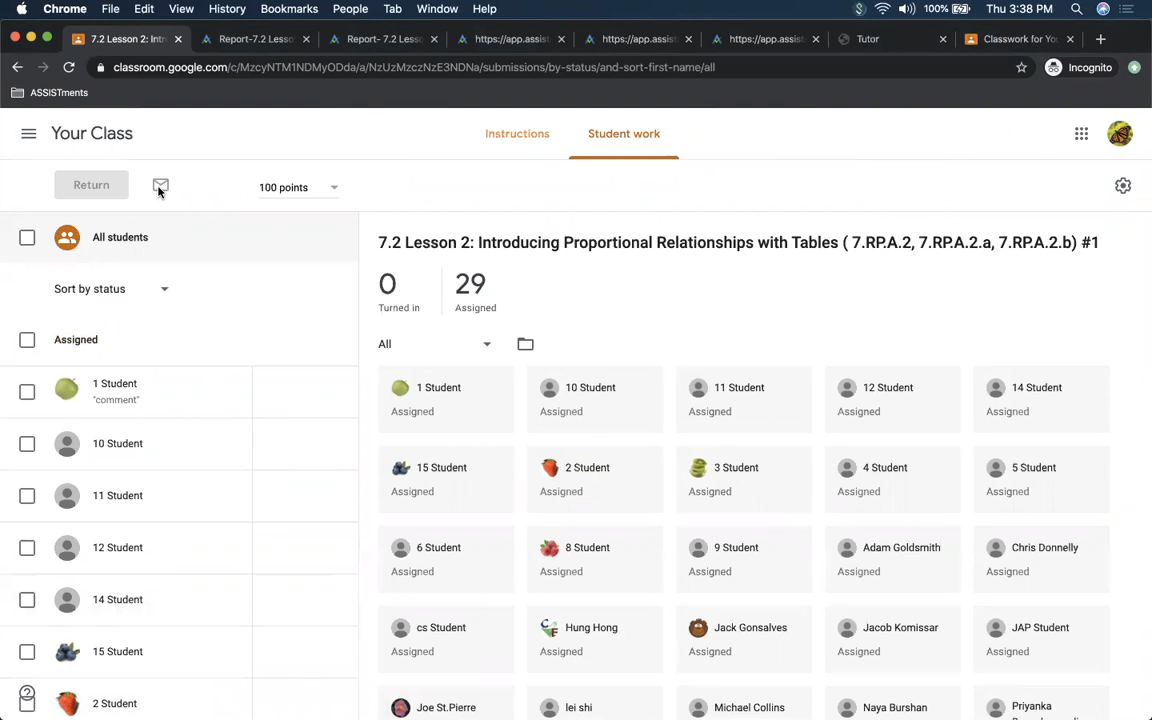 Chrome File Edit View History Bookmarks People Tab Window Help 100% Thu 3:38 PM
7.2 Lesson 2: Intro Report-7.2 Lesson Report- 7.2 Lesso https://app.assist https://app.assist https://app.assist Tutor Classwork for Yo
classroom.google.com/c/MzcyNTM1NDMyODda/a/NzUzMzczNzE3NDNa/submissions/by-status/and-sort-first-name/all Incognito
ASSISTments
Your Class Instructions Student work
Return 100 points
All students
7.2 Lesson 2: Introducing Proportional Relationships with Tables ( 7.RP.A.2, 7.RP.A.2.a, 7.RP.A.2.b) #1
0 29
Turned in Assigned
Sort by status
All
Assigned
1 Student
"comment"
10 Student
11 Student
12 Student
14 Student
15 Student
2 Student
1 Student 10 Student 11 Student 12 Student 14 Student
Assigned Assigned Assigned Assigned Assigned
15 Student 2 Student 3 Student 4 Student 5 Student
Assigned Assigned Assigned Assigned Assigned
6 Student 8 Student 9 Student Adam Goldsmith Chris Donnelly
Assigned Assigned Assigned Assigned Assigned
cs Student Hung Hong Jack Gonsalves Jacob Komissar JAP Student
Assigned Assigned Assigned Assigned Assigned
Joe St.Pierre lei shi Michael Collins Naya Burshan Priyanka